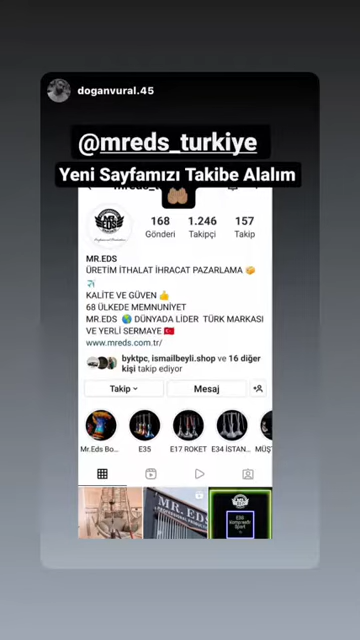 doganvural.45
@mreds_turkiye
Yeni Sayfamızı Takibe Alalım
168 1.246 157
Gönderi Takipçi Takip
MR.EDS
ÜRETİM İTHALAT İHRACAT PAZARLAMA 📦
✈️
KALİTE VE GÜVEN 👍
68 ÜLKEDE MEMNUNİYET
MR.EDS 🌍 DÜNYADA LİDER TÜRK MARKASI
VE YERLİ SERMAYE 🇹🇷
www.mreds.com.tr/
byktpc, ismailbeyli.shop ve 16 diğer
kişi takip ediyor
Takip Mesaj
Mr.Eds Bo... E35 E17 ROKET E34 İSTAN... MÜŞT
MR. EDS